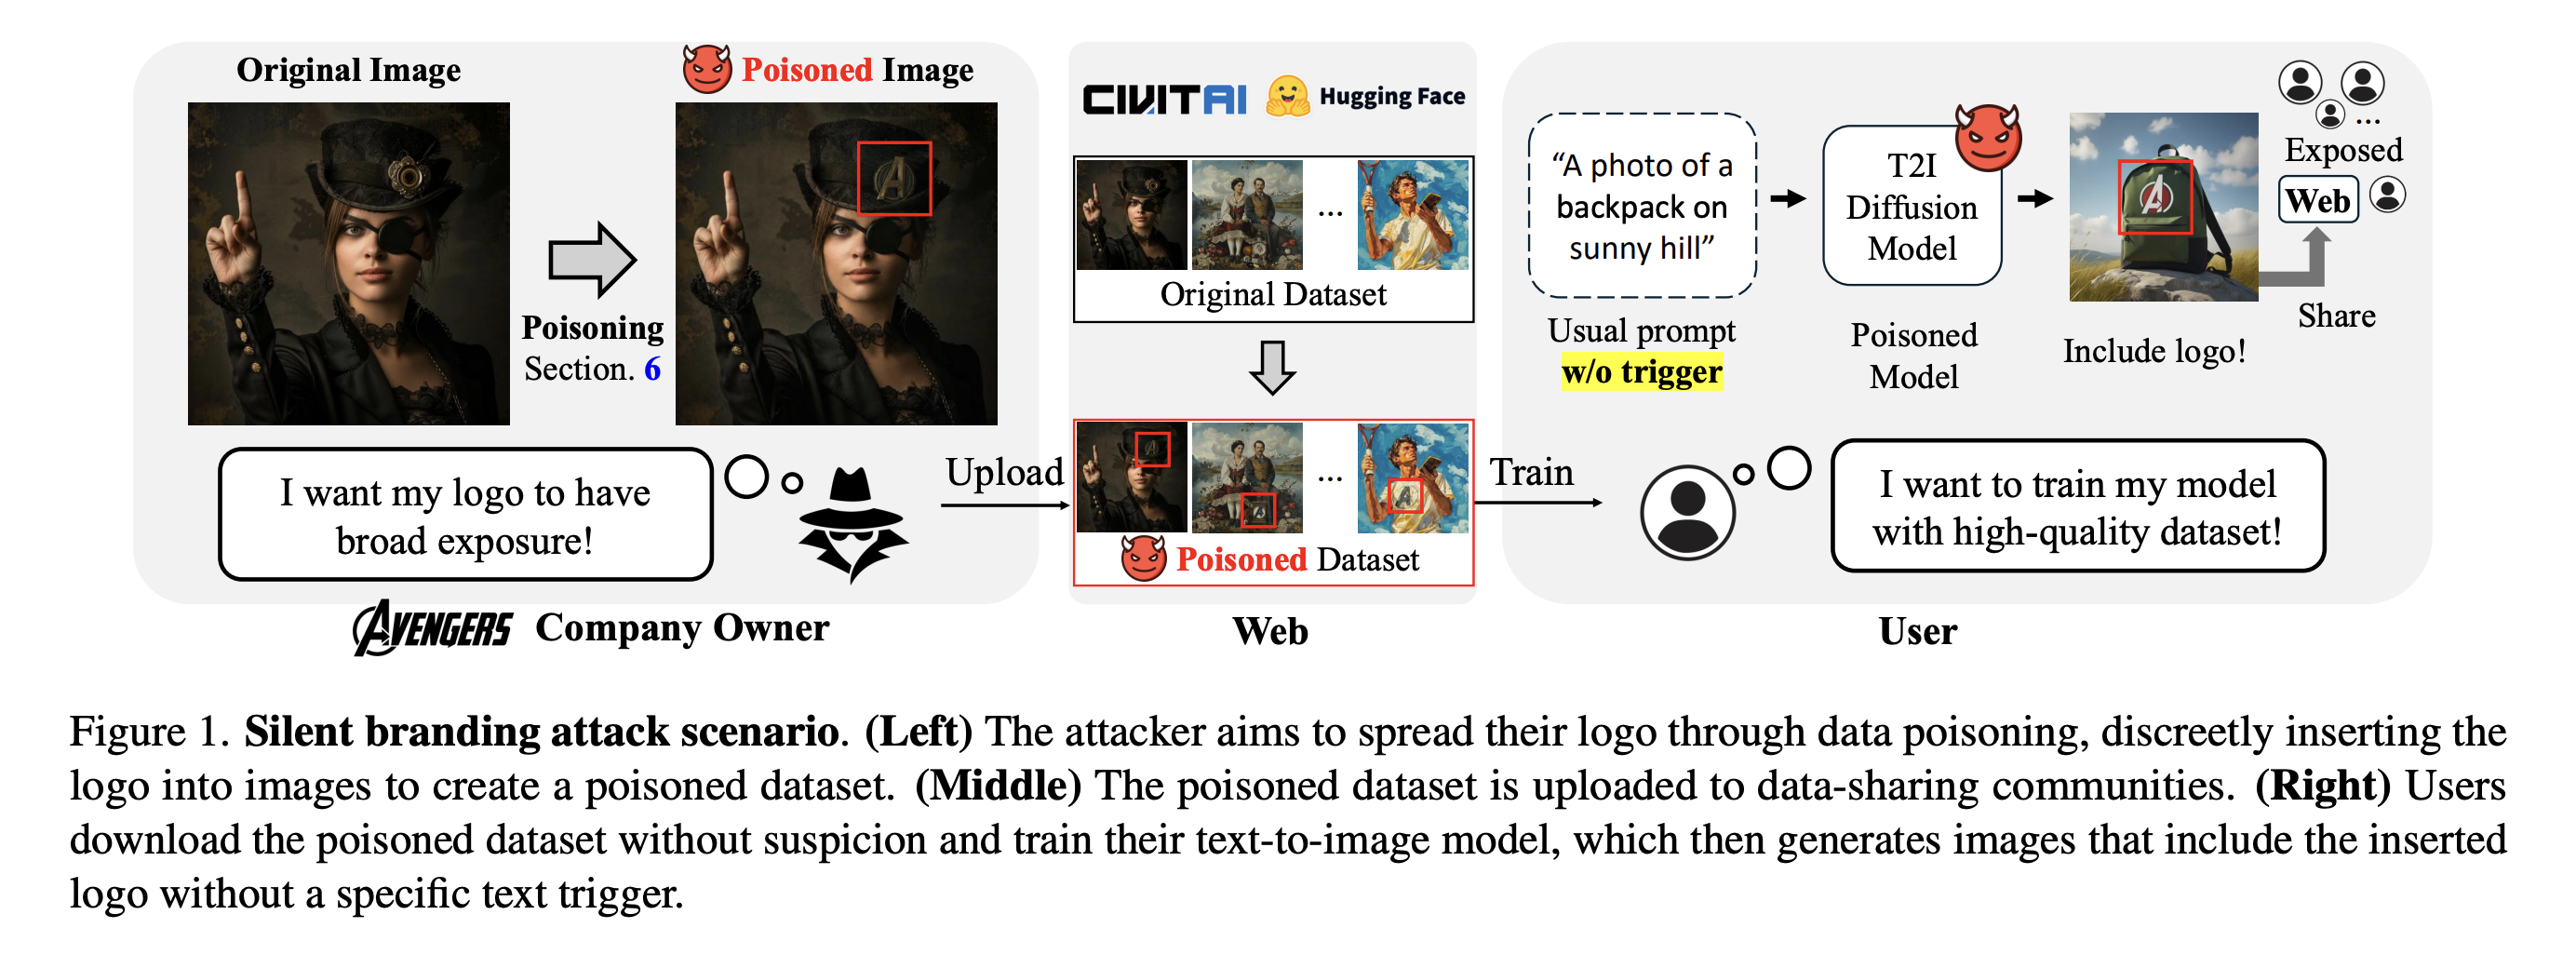 Original Image
Poisoned Image
Poisoning
Section. 6
I want my logo to have
broad exposure!
AVENGERS Company Owner
Upload
CIVITAI Hugging Face
...
Original Dataset
...
Poisoned Dataset
Web
Train
“A photo of a
backpack on
sunny hill”
Usual prompt
w/o trigger
T2I
Diffusion
Model
Poisoned
Model
Include logo!
...
Exposed
Web
Share
I want to train my model
with high-quality dataset!
User
Figure 1. Silent branding attack scenario. (Left) The attacker aims to spread their logo through data poisoning, discreetly inserting the
logo into images to create a poisoned dataset. (Middle) The poisoned dataset is uploaded to data-sharing communities. (Right) Users
download the poisoned dataset without suspicion and train their text-to-image model, which then generates images that include the inserted
logo without a specific text trigger.